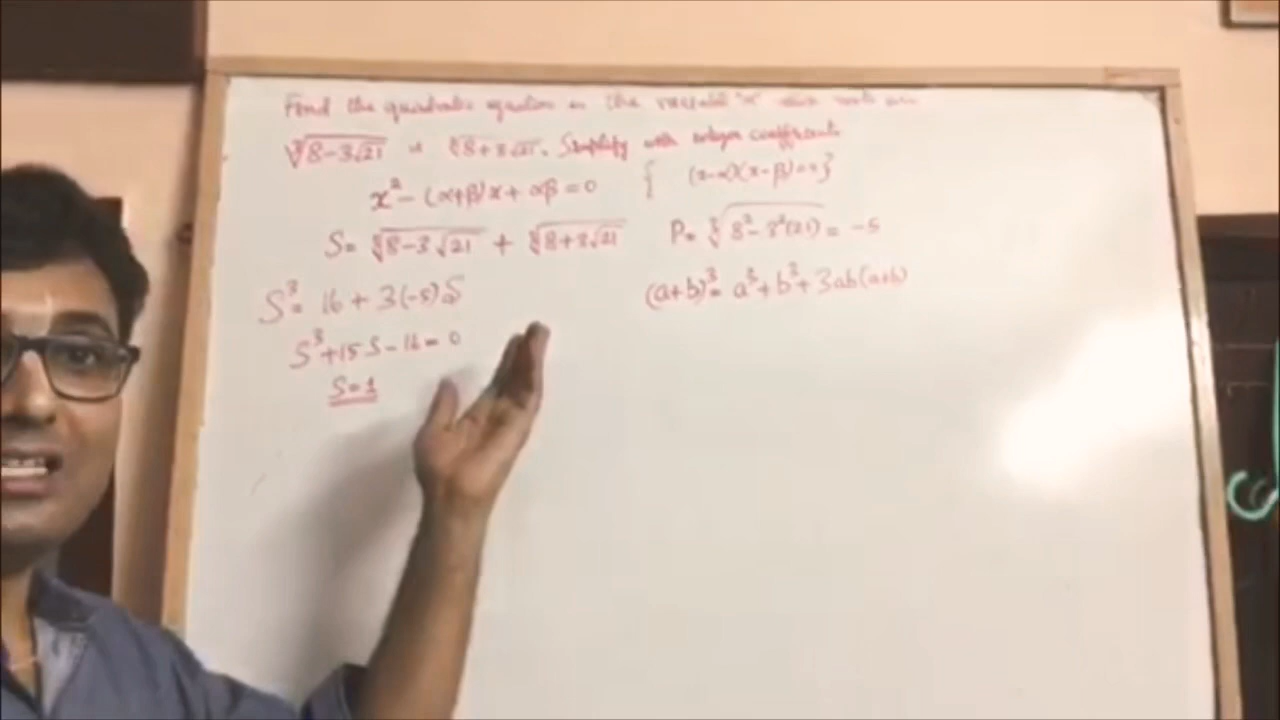 Find the quadratic equation in the variable 'x' whose roots are
∛8-3√21 & ∛8+3√21. Simplify with integer coefficients
x² - (α+β)x + αβ = 0 { (x-α)(x-β)=0}
S = ∛8-3√21 + ∛8+3√21 P = ∛8²-3²(21) = -5
S³ = 16 + 3(-5)S (a+b)³ = a³+b³+3ab(a+b)
S³+15S-16=0
S=1